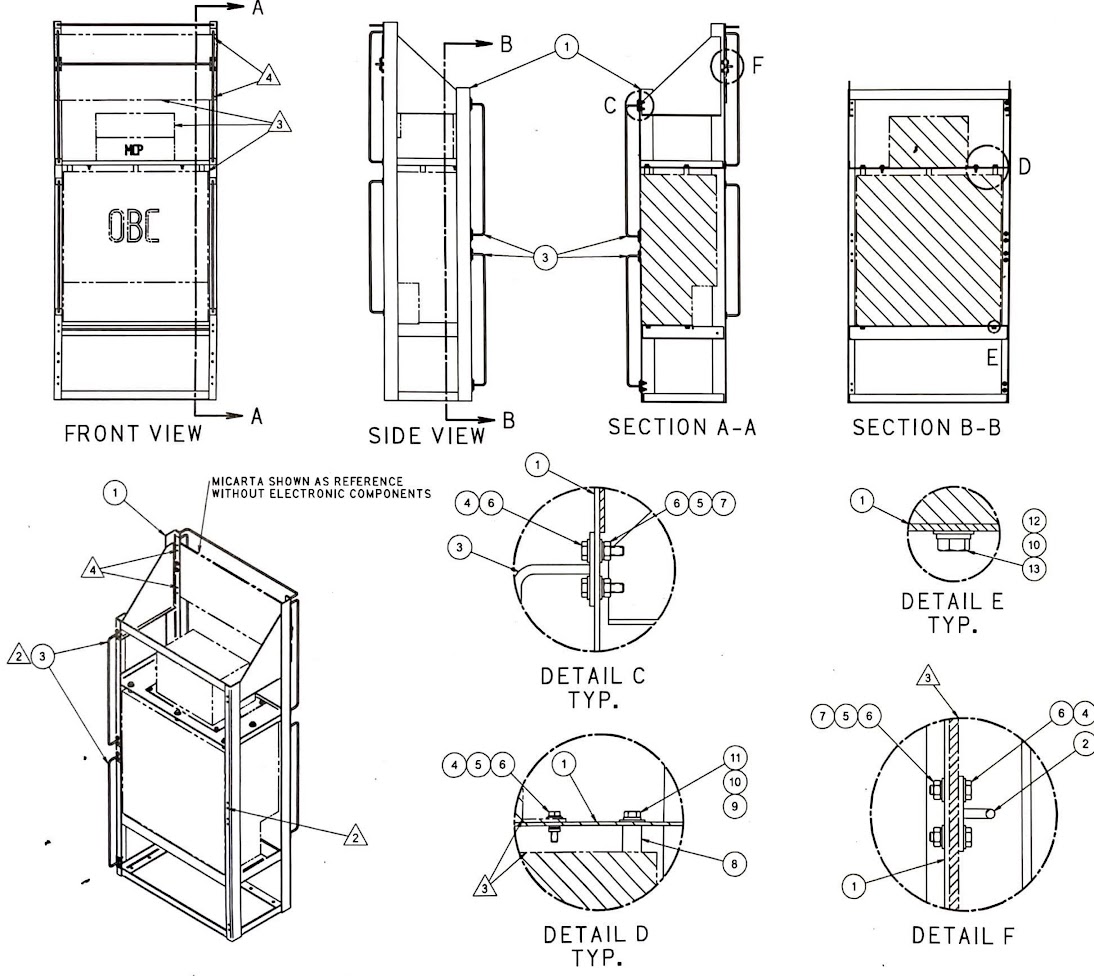 A
B
1
F
4
C
3
MCP
D
OBC
3
E
A
B
FRONT VIEW
SIDE VIEW
SECTION A-A
SECTION B-B
MICARTA SHOWN AS REFERENCE
WITHOUT ELECTRONIC COMPONENTS
1
4
2 3
2
1
4 6
6 5 7
3
DETAIL C
TYP.
1
12
10
13
DETAIL E
TYP.
4 5 6
1
11
10
9
8
3
DETAIL D
TYP.
3
7 5 6
6 4
2
1
DETAIL F